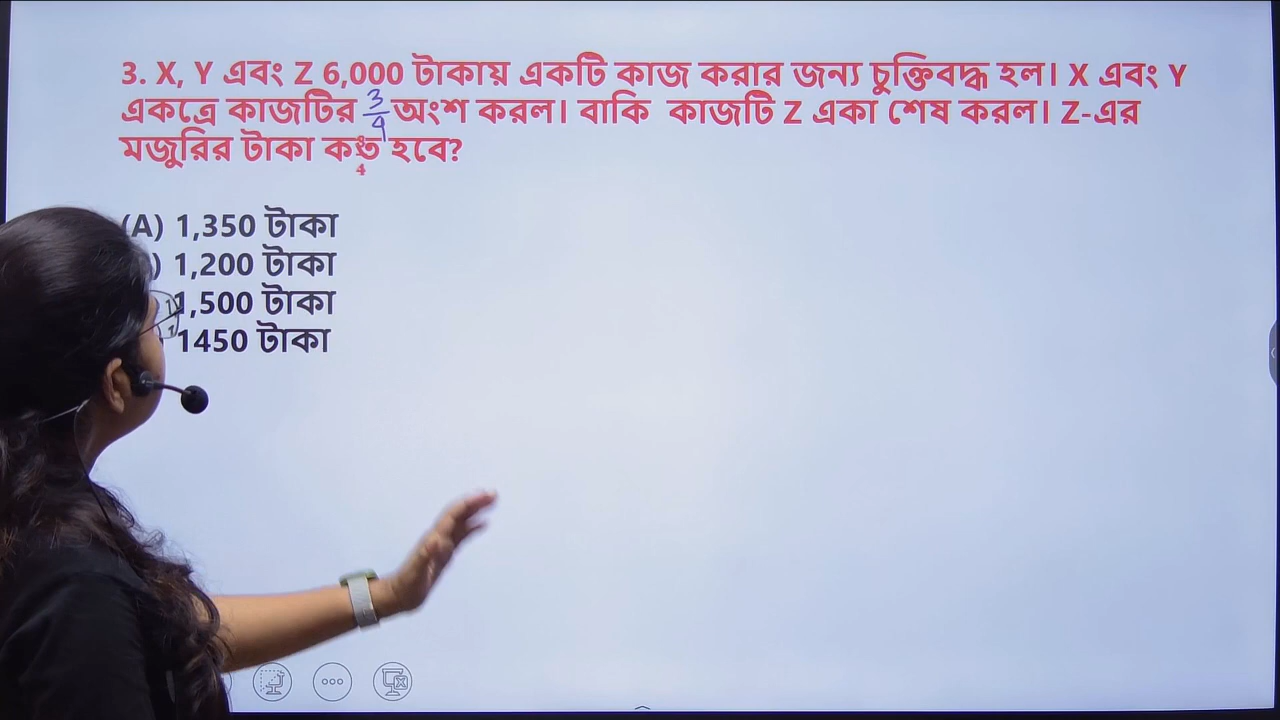 3. X, Y এবং Z 6,000 টাকায় একটি কাজ করার জন্য চুক্তিবদ্ধ হল। X এবং Y
একত্রে কাজটির 3/4 অংশ করল। বাকি কাজটি Z একা শেষ করল। Z-এর
মজুরির টাকা কত হবে?
4
(A) 1,350 টাকা
) 1,200 টাকা
1,500 টাকা
1450 টাকা